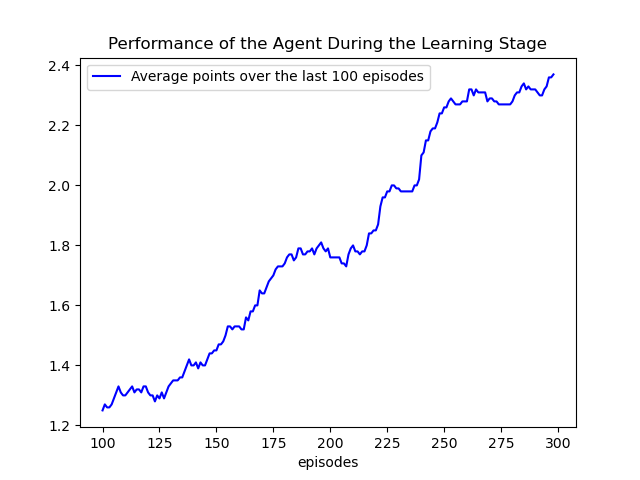 Performance of the Agent During the Learning Stage
Average points over the last 100 episodes
2.4
2.2
2.0
1.8
1.6
1.4
1.2
100 125 150 175 200 225 250 275 300
episodes